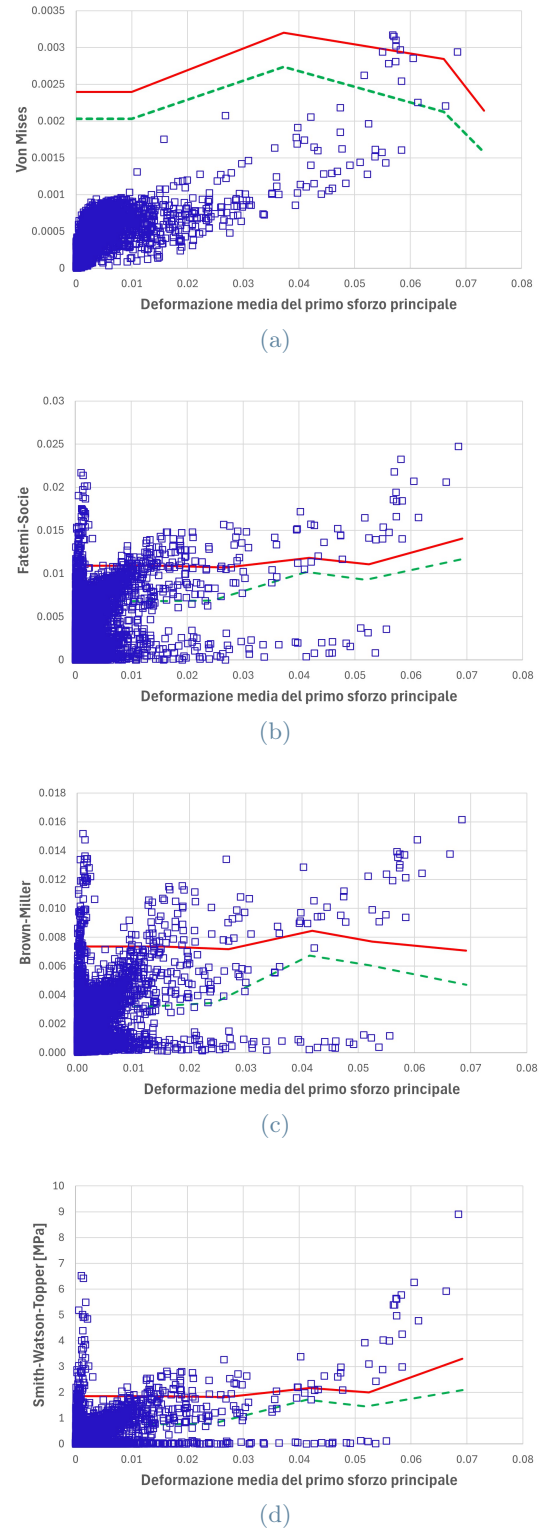 0.0035
0.003
0.0025
0.002
0.0015
0.001
0.0005
0
Von Mises
0 0.01 0.02 0.03 0.04 0.05 0.06 0.07 0.08
Deformazione media del primo sforzo principale
(a)
0.03
0.025
0.02
0.015
0.01
0.005
0
Fatemi-Socie
0 0.01 0.02 0.03 0.04 0.05 0.06 0.07 0.08
Deformazione media del primo sforzo principale
(b)
0.018
0.016
0.014
0.012
0.010
0.008
0.006
0.004
0.002
0.000
Brown-Miller
0.00 0.01 0.02 0.03 0.04 0.05 0.06 0.07 0.08
Deformazione media del primo sforzo principale
(c)
10
9
8
7
6
5
4
3
2
1
0
Smith-Watson-Topper [MPa]
0 0.01 0.02 0.03 0.04 0.05 0.06 0.07 0.08
Deformazione media del primo sforzo principale
(d)